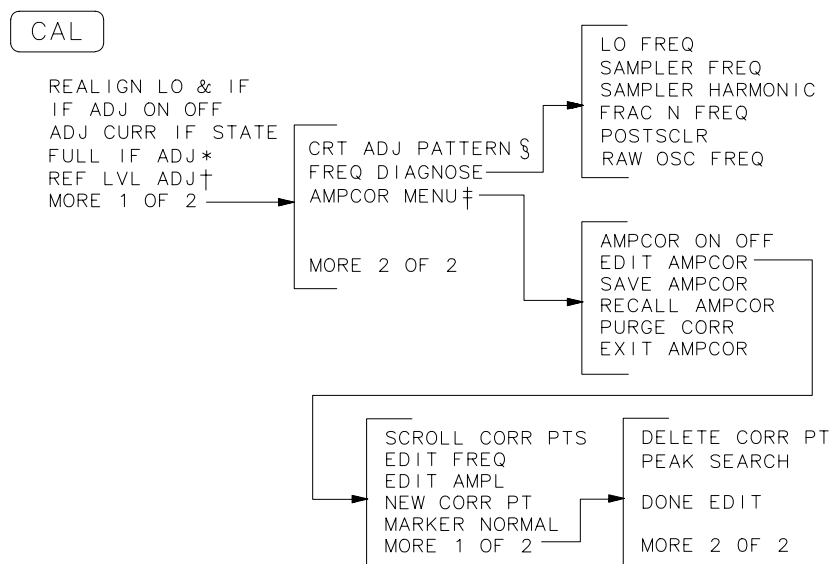 CAL
REALIGN LO & IF
IF ADJ ON OFF
ADJ CURR IF STATE
FULL IF ADJ*
REF LVL ADJ†
MORE 1 OF 2
CRT ADJ PATTERN §
FREQ DIAGNOSE
AMPCOR MENU‡
MORE 2 OF 2
LO FREQ
SAMPLER FREQ
SAMPLER HARMONIC
FRAC N FREQ
POSTSCLR
RAW OSC FREQ
AMPCOR ON OFF
EDIT AMPCOR
SAVE AMPCOR
RECALL AMPCOR
PURGE CORR
EXIT AMPCOR
SCROLL CORR PTS
EDIT FREQ
EDIT AMPL
NEW CORR PT
MARKER NORMAL
MORE 1 OF 2
DELETE CORR PT
PEAK SEARCH
DONE EDIT
MORE 2 OF 2